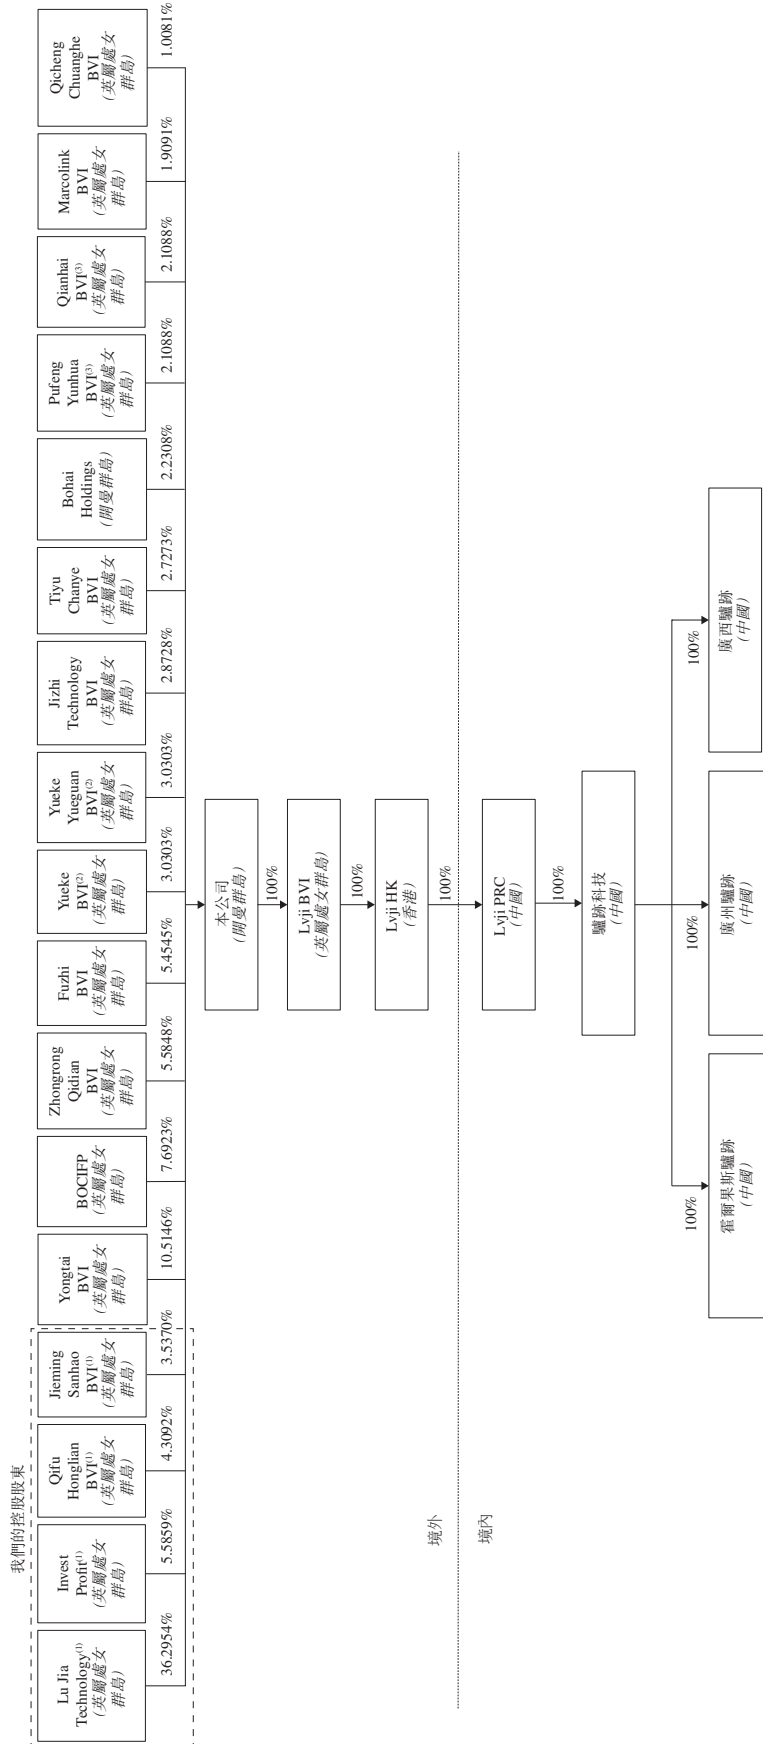 我們的控股股東
Lu Jia
Technology(1)
(英屬處女
群島)
36.2954%
Invest
Profit(1)
(英屬處女
群島)
5.5859%
Qifu
Honglian
BVI(1)
(英屬處女
群島)
4.3092%
Jieming
Sanhao
BVI(1)
(英屬處女
群島)
3.5370%
Yongtai
BVI
(英屬處女
群島)
10.5146%
BOCIFP
(英屬處女
群島)
7.6923%
Zhongrong
Qidian
BVI
(英屬處女
群島)
5.5848%
Fuzhi
BVI
(英屬處女
群島)
5.4545%
Yueke
BVI(2)
(英屬處女
群島)
3.0303%
Yueke
Yueguan
BVI(2)
(英屬處女
群島)
3.0303%
Jizhi
Technology
BVI
(英屬處女
群島)
2.8728%
Tiyu
Chanye
BVI
(英屬處女
群島)
2.7273%
Bohai
Holdings
(開曼群島)
2.2308%
Pufeng
Yunhua
BVI(3)
(英屬處女
群島)
2.1088%
Qianhai
BVI(3)
(英屬處女
群島)
2.1088%
Marcolink
BVI
(英屬處女
群島)
1.9091%
Qicheng
Chuanghe
BVI
(英屬處女
群島)
1.0081%
本公司
(開曼群島)
100%
Lvji BVI
(英屬處女群島)
100%
Lvji HK
(香港)
100%
境外
境內
Lvji PRC
(中國)
100%
驢跡科技
(中國)
100%
100%
100%
霍爾果斯驢跡
(中國)
廣州驢跡
(中國)
廣西驢跡
(中國)